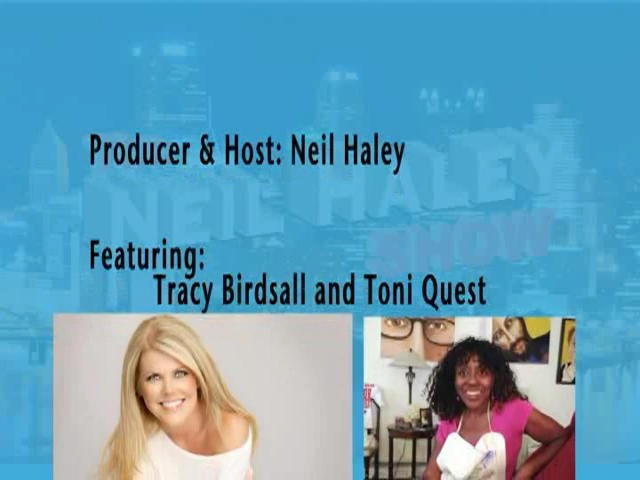 Producer & Host: Neil Haley
NEIL HALEY
SHOW
Featuring:
Tracy Birdsall and Toni Quest